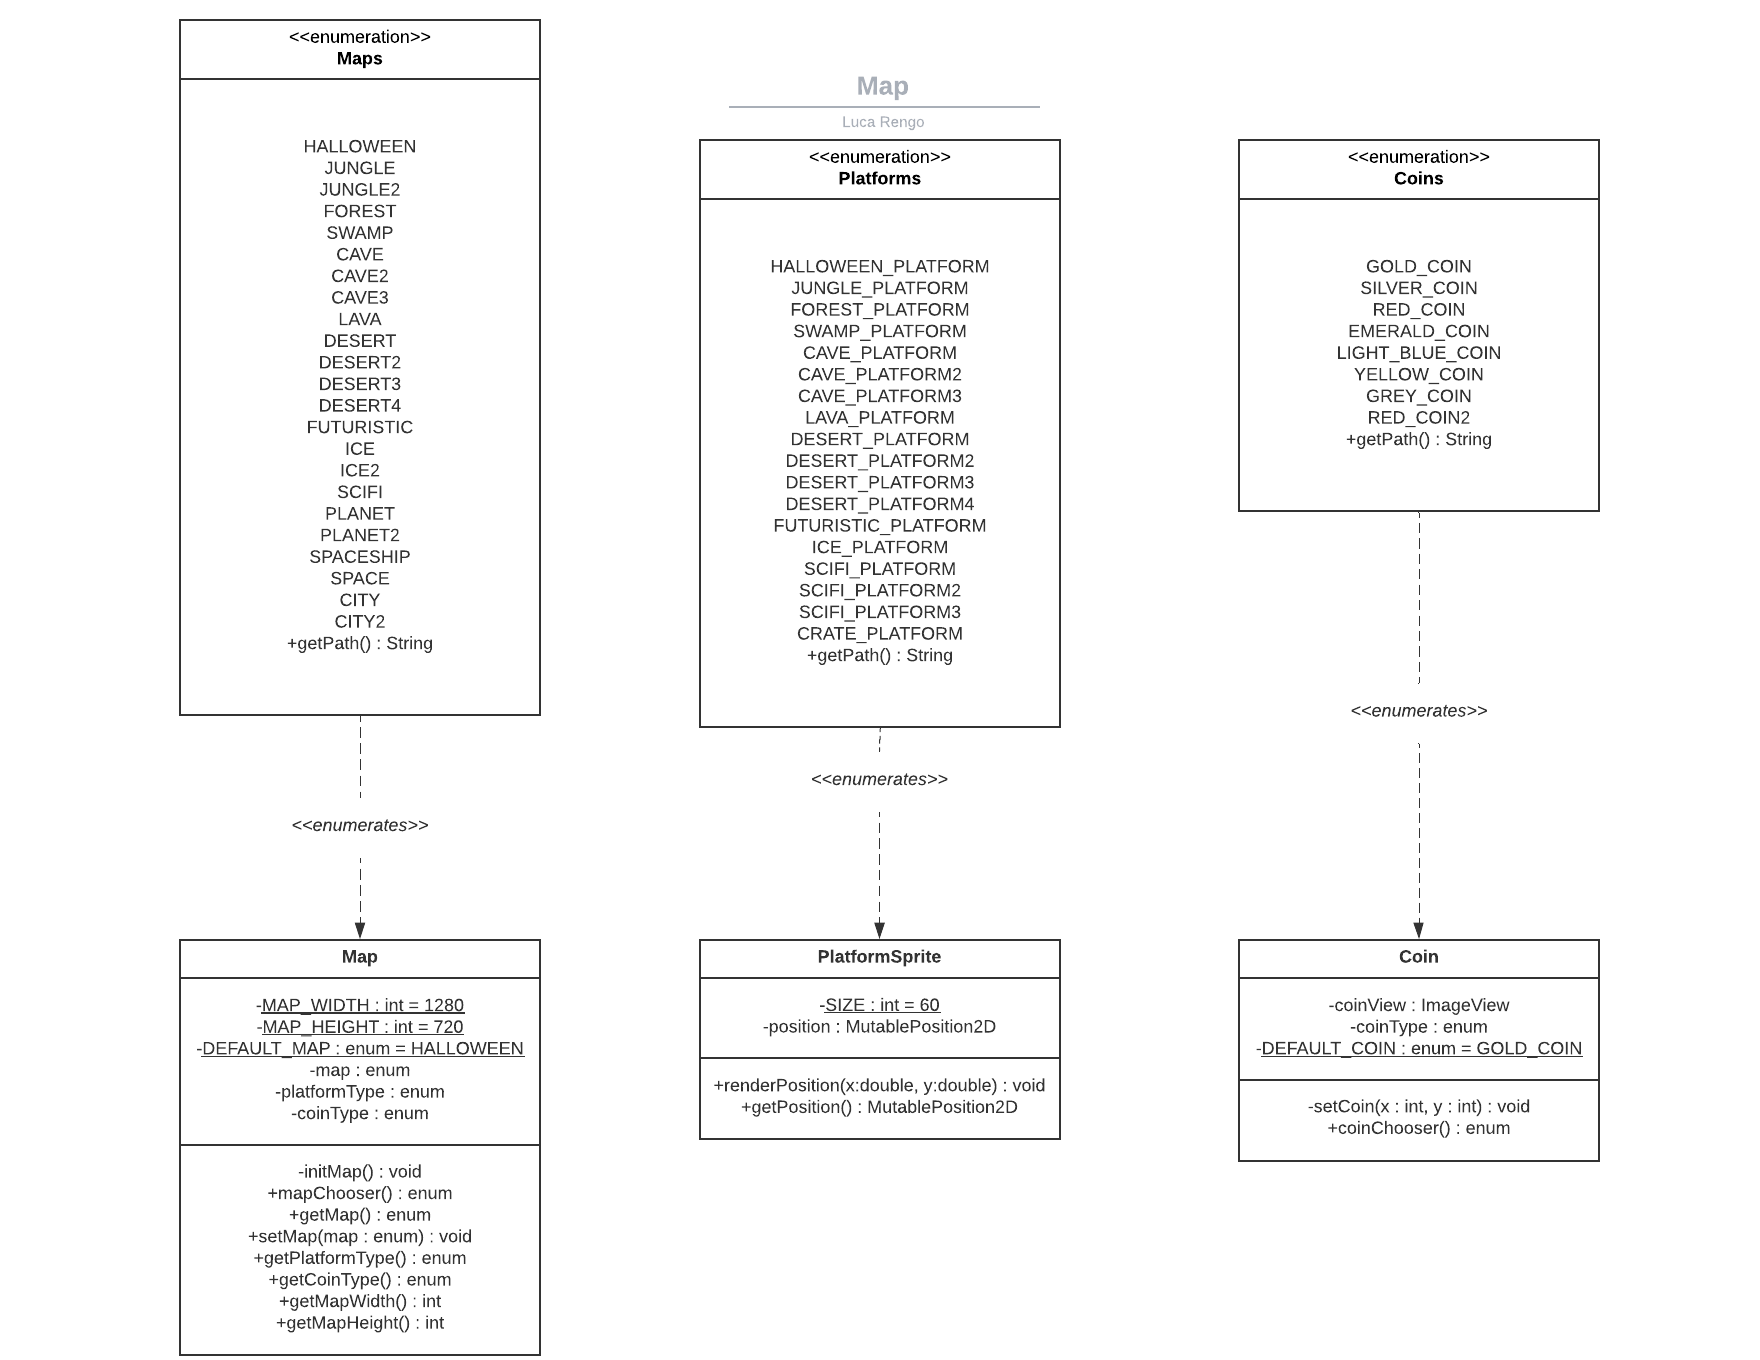 <<enumeration>>
Maps
HALLOWEEN
JUNGLE
JUNGLE2
FOREST
SWAMP
CAVE
CAVE2
CAVE3
LAVA
DESERT
DESERT2
DESERT3
DESERT4
FUTURISTIC
ICE
ICE2
SCIFI
PLANET
PLANET2
SPACESHIP
SPACE
CITY
CITY2
+getPath() : String
<<enumerates>>
Map
-MAP_WIDTH : int = 1280
-MAP_HEIGHT : int = 720
-DEFAULT_MAP : enum = HALLOWEEN
-map : enum
-platformType : enum
-coinType : enum
-initMap() : void
+mapChooser() : enum
+getMap() : enum
+setMap(map : enum) : void
+getPlatformType() : enum
+getCoinType() : enum
+getMapWidth() : int
+getMapHeight() : int
Map
Luca Rengo
<<enumeration>>
Platforms
HALLOWEEN_PLATFORM
JUNGLE_PLATFORM
FOREST_PLATFORM
SWAMP_PLATFORM
CAVE_PLATFORM
CAVE_PLATFORM2
CAVE_PLATFORM3
LAVA_PLATFORM
DESERT_PLATFORM
DESERT_PLATFORM2
DESERT_PLATFORM3
DESERT_PLATFORM4
FUTURISTIC_PLATFORM
ICE_PLATFORM
SCIFI_PLATFORM
SCIFI_PLATFORM2
SCIFI_PLATFORM3
CRATE_PLATFORM
+getPath() : String
<<enumerates>>
PlatformSprite
-SIZE : int = 60
-position : MutablePosition2D
+renderPosition(x:double, y:double) : void
+getPosition() : MutablePosition2D
<<enumeration>>
Coins
GOLD_COIN
SILVER_COIN
RED_COIN
EMERALD_COIN
LIGHT_BLUE_COIN
YELLOW_COIN
GREY_COIN
RED_COIN2
+getPath() : String
<<enumerates>>
Coin
-coinView : ImageView
-coinType : enum
-DEFAULT_COIN : enum = GOLD_COIN
-setCoin(x : int, y : int) : void
+coinChooser() : enum